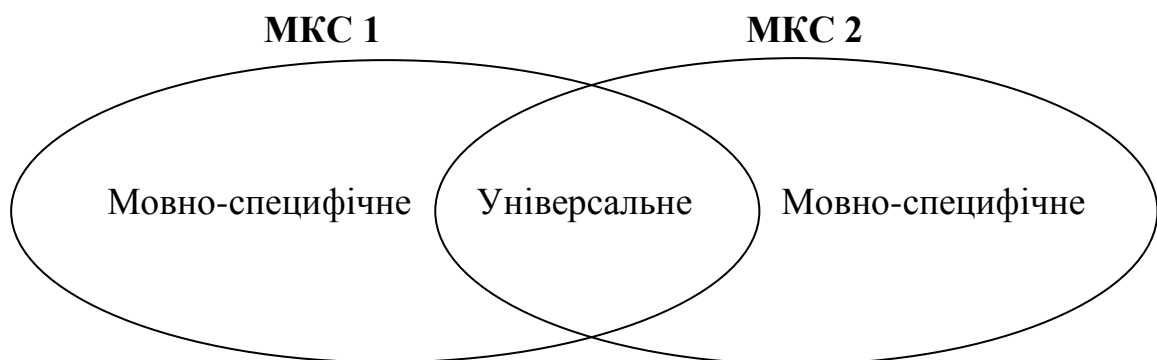 МКС 1 МКС 2
Мовно-специфічне Універсальне Мовно-специфічне